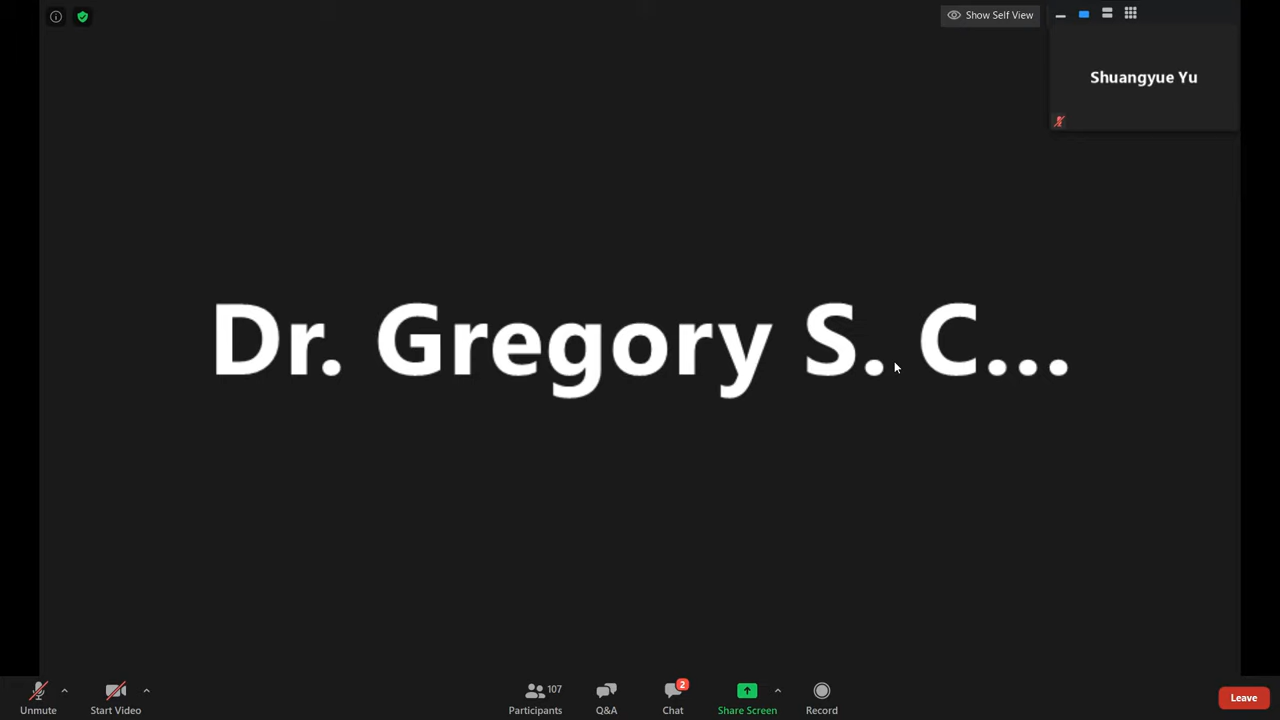 Show Self View
Shuangyue Yu
Dr. Gregory S. C...
Unmute
Start Video
107
Participants
Q&A
2
Chat
Share Screen
Record
Leave